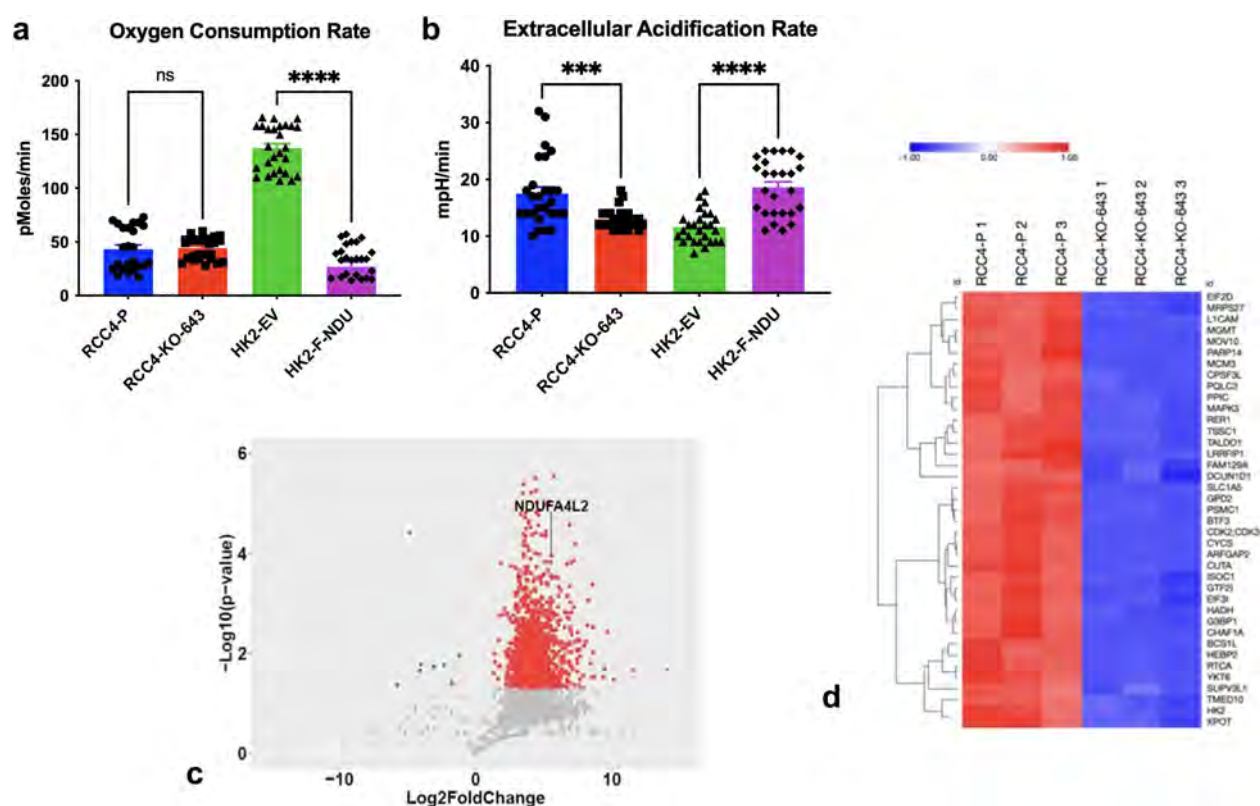 a
Oxygen Consumption Rate
ns
****
pMoles/min
200
150
100
50
0
RCC4-P
RCC4-KO-643
HK2-EV
HK2-F-NDU
b
Extracellular Acidification Rate
***
****
mpH/min
40
30
20
10
0
RCC4-P
RCC4-KO-643
HK2-EV
HK2-F-NDU
c
-Log10(p-value)
6
4
2
0
NDUFA4L2
−10
0
10
Log2FoldChange
d
-1.00 0.00 1.00
id
RCC4-P 1
RCC4-P 2
RCC4-P 3
RCC4-KO-643 1
RCC4-KO-643 2
RCC4-KO-643 3
id
EIF2D
MRPS27
L1CAM
MGMT
MOV10
PARP14
MCM3
CPSF3L
PQLC3
PPIC
MAPK3
RER1
TSSC1
TALDO1
LRRFIP1
FAM129A
DCUN1D1
SLC1A5
GPD2
PSMC1
BTF3
CDK2;CDK3
CYCS
ARFGAP2
CUTA
ISOC1
GTF2I
EIF3I
HADH
G3BP1
CHAF1A
BCS1L
HEBP2
RTCA
YKT6
SUPV3L1
TMED10
HK2
XPOT